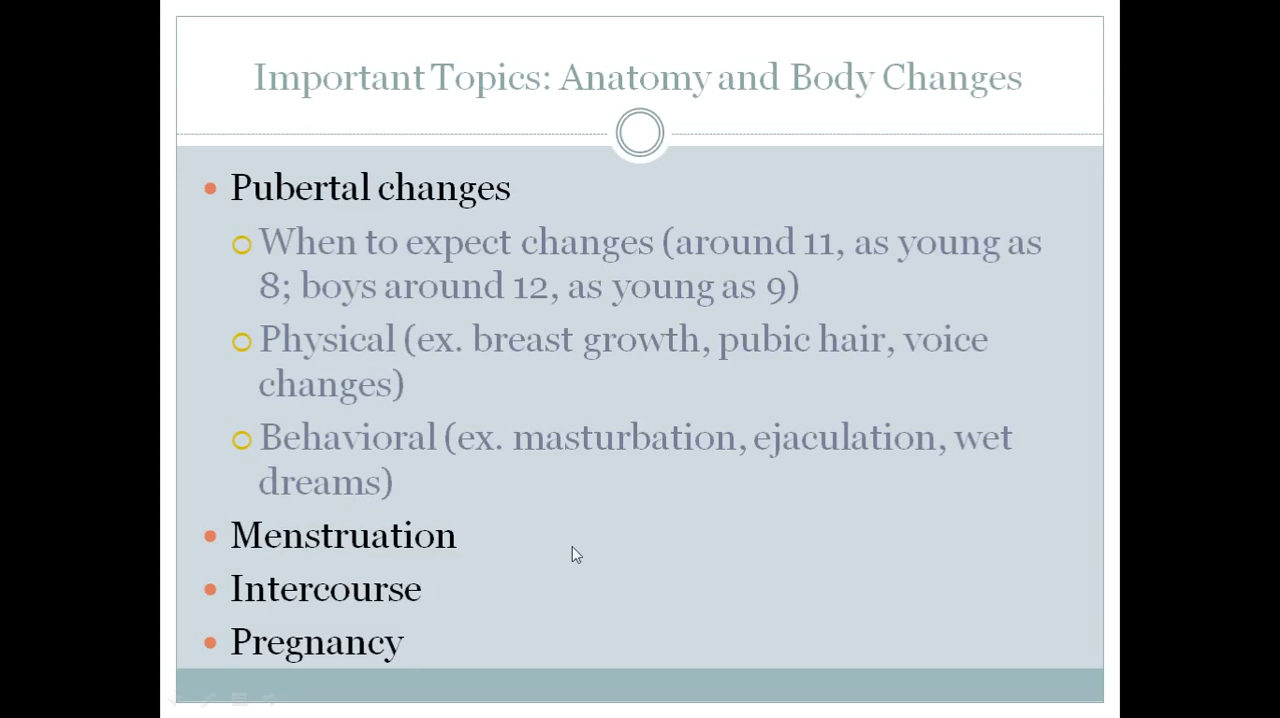 Important Topics: Anatomy and Body Changes
Pubertal changes
When to expect changes (around 11, as young as
8; boys around 12, as young as 9)
Physical (ex. breast growth, pubic hair, voice
changes)
Behavioral (ex. masturbation, ejaculation, wet
dreams)
Menstruation
Intercourse
Pregnancy